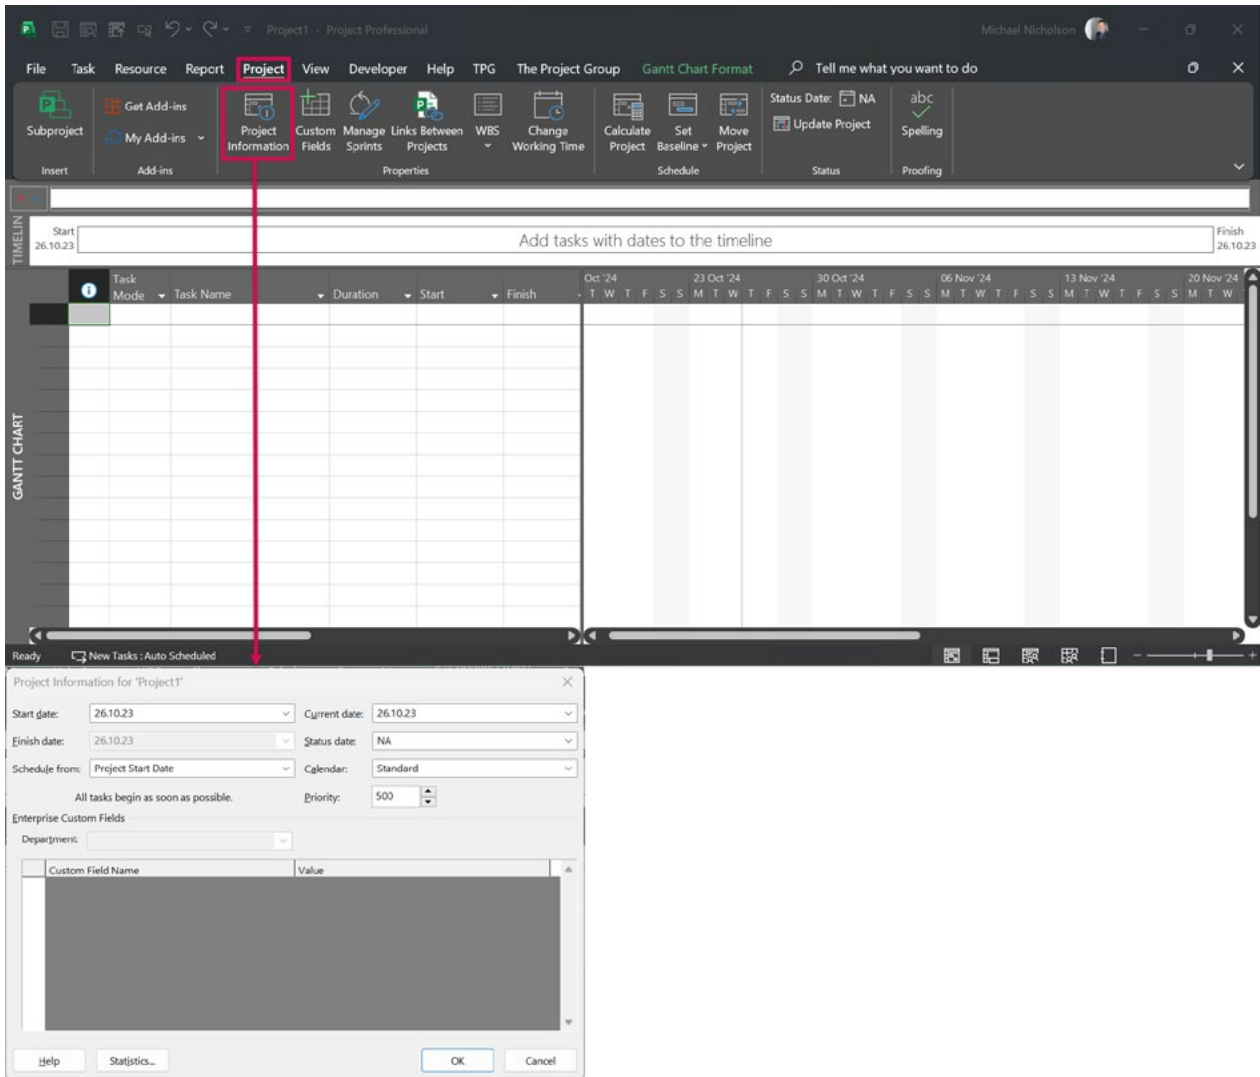 Project1 - Project Professional
Michael Nicholson
File Task Resource Report Project View Developer Help TPG The Project Group Gantt Chart Format Tell me what you want to do
Subproject
Get Add-ins
My Add-ins
Project Information
Custom Fields
Manage Sprints
Links Between Projects
WBS
Change Working Time
Calculate Project
Set Baseline
Move Project
Status Date: NA
Update Project
abc
Spelling
Insert Add-ins Properties Schedule Status Proofing
TIMELIN
Start
26.10.23
Add tasks with dates to the timeline
Finish
26.10.23
Task Mode
Task Name
Duration
Start
Finish
Oct '24 23 Oct '24 30 Oct '24 06 Nov '24 13 Nov '24 20 Nov '24
T W T F S S M T W T F S S M T W T F S S M T W T F S S M T W T F S S M T W
GANTT CHART
Ready New Tasks : Auto Scheduled
Project Information for 'Project1'
Start date: 26.10.23 Current date: 26.10.23
Finish date: 26.10.23 Status date: NA
Schedule from: Project Start Date Calendar: Standard
All tasks begin as soon as possible. Priority: 500
Enterprise Custom Fields
Department:
Custom Field Name Value
Help Statistics... OK Cancel